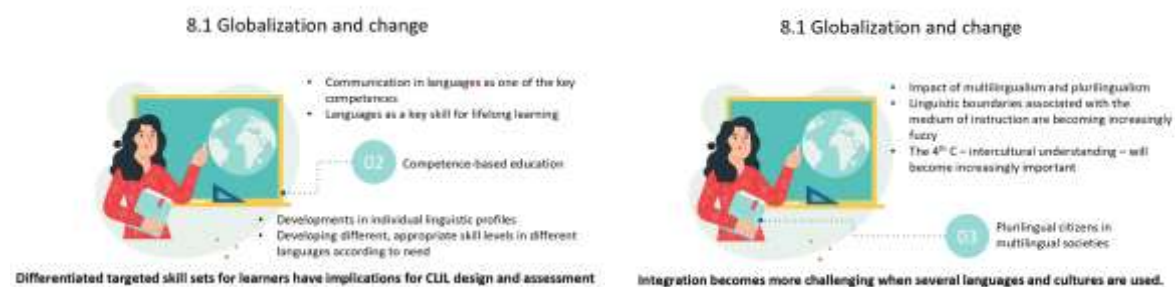 8.1 Globalization and change
• Communication in languages as one of the key
competences
• Languages as a key skill for lifelong learning
02
Competence-based education
• Developments in individual linguistic profiles
• Developing different, appropriate skill levels in different
languages according to need
Differentiated targeted skill sets for learners have implications for CLIL design and assessment
8.1 Globalization and change
• Impact of multilingualism and plurilingualism
• Linguistic boundaries associated with the
medium of instruction are becoming increasingly
fuzzy
• The 4th C – intercultural understanding – will
become increasingly important
03
Plurilingual citizens in
multilingual societies
Integration becomes more challenging when several languages and cultures are used.